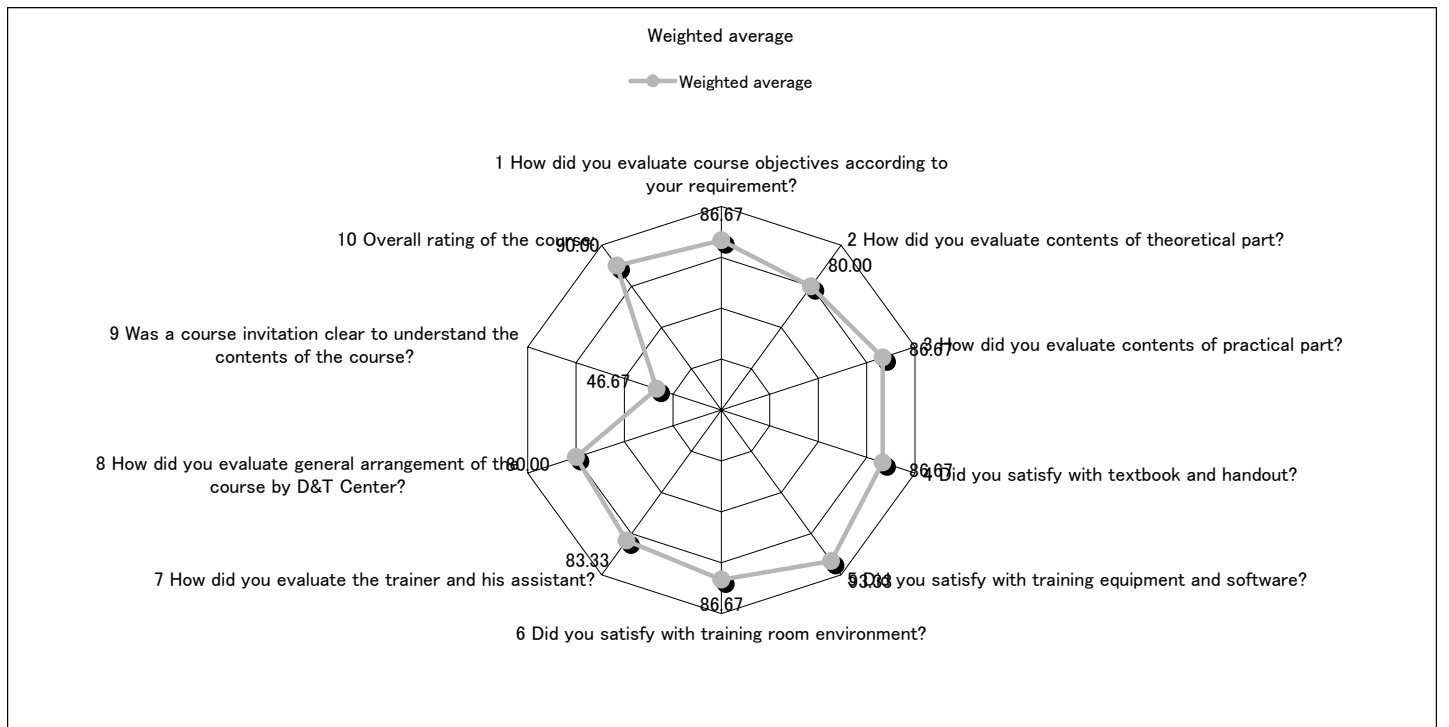 Weighted average
Weighted average
1 How did you evaluate course objectives according to
your requirement?
86.67
2 How did you evaluate contents of theoretical part?
80.00
3 How did you evaluate contents of practical part?
86.67
4 Did you satisfy with textbook and handout?
86.67
5 Did you satisfy with training equipment and software?
93.33
6 Did you satisfy with training room environment?
86.67
7 How did you evaluate the trainer and his assistant?
83.33
8 How did you evaluate general arrangement of the
course by D&T Center?
80.00
9 Was a course invitation clear to understand the
contents of the course?
46.67
10 Overall rating of the course:
90.00